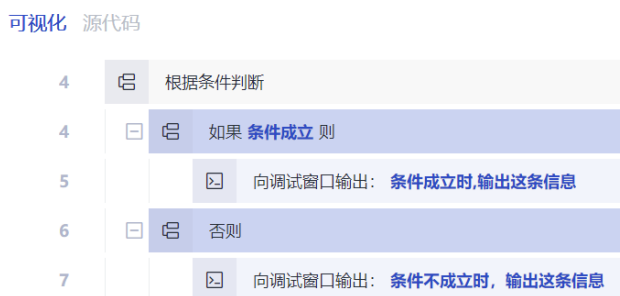 可视化 源代码
4 根据条件判断
4 如果 条件成立 则
5 向调试窗口输出： 条件成立时,输出这条信息
6 否则
7 向调试窗口输出： 条件不成立时，输出这条信息